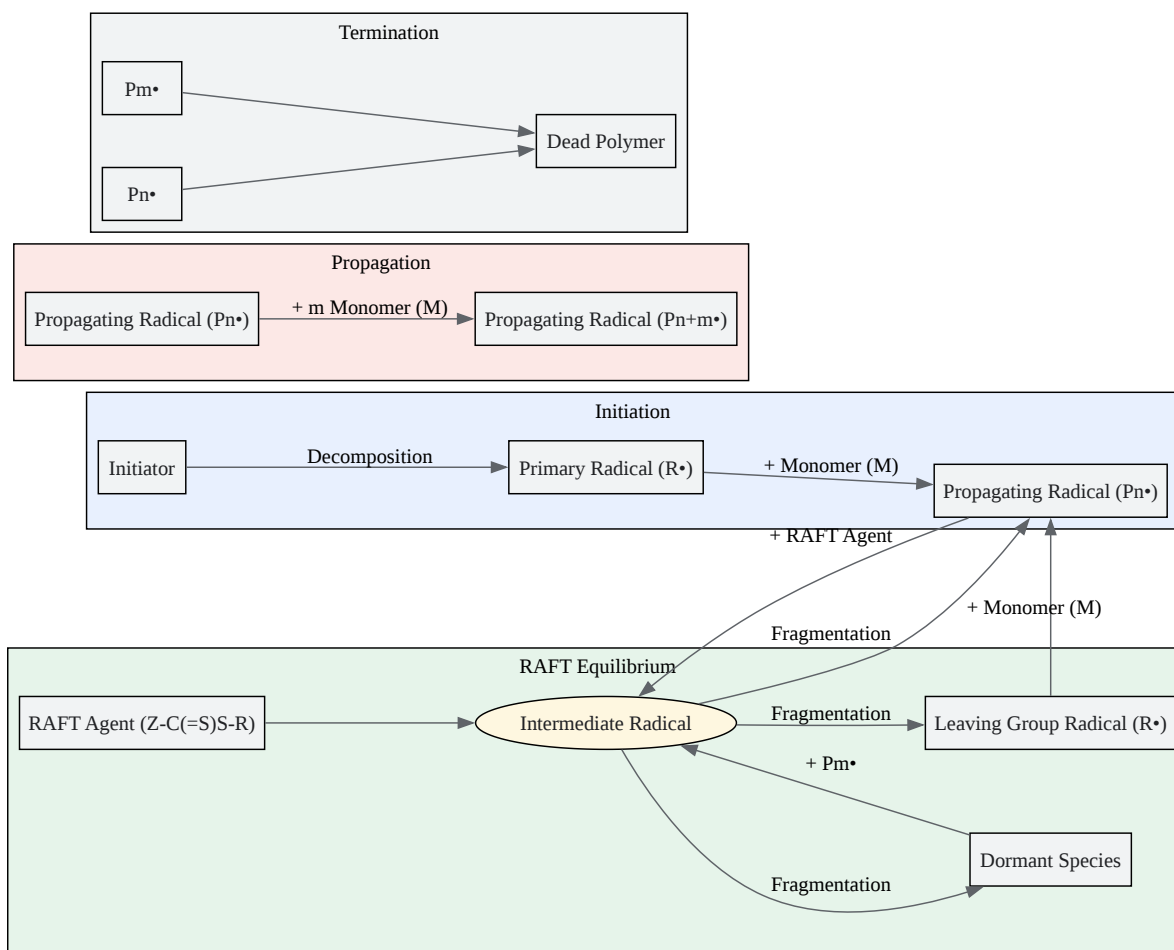 Termination
Pm•
Dead Polymer
Pn•
Propagation
Propagating Radical (Pn•)
+ m Monomer (M)
Propagating Radical (Pn+m•)
Initiation
Initiator
Decomposition
Primary Radical (R•)
+ Monomer (M)
Propagating Radical (Pn•)
+ RAFT Agent
+ Monomer (M)
Fragmentation
RAFT Equilibrium
RAFT Agent (Z-C(=S)S-R)
Intermediate Radical
Fragmentation
Leaving Group Radical (R•)
+ Pm•
Dormant Species
Fragmentation